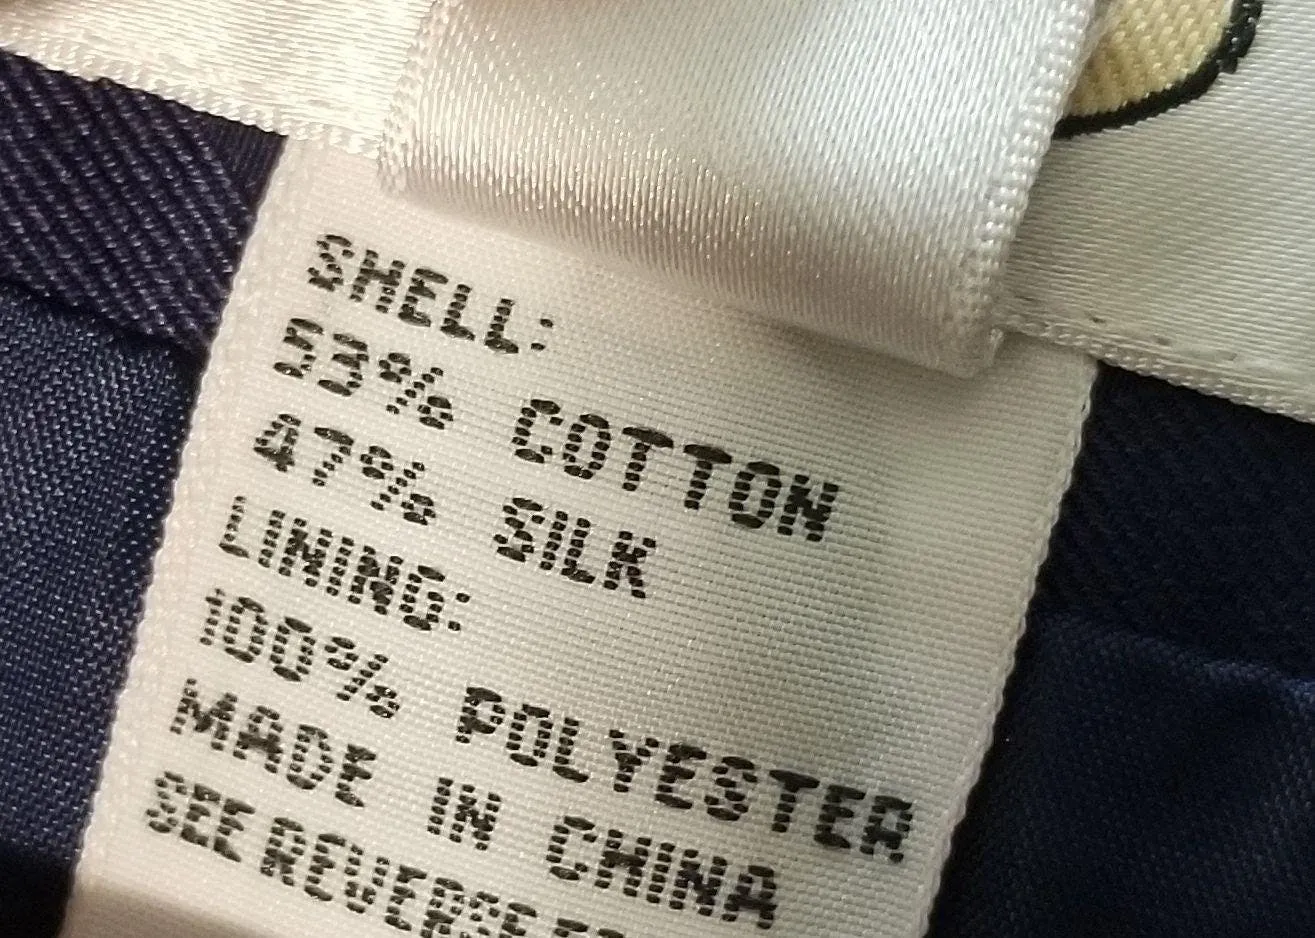 SHELL:
53% COTTON
47% SILK
LINING:
100% POLYESTER
MADE IN CHINA
SEE REVERSE